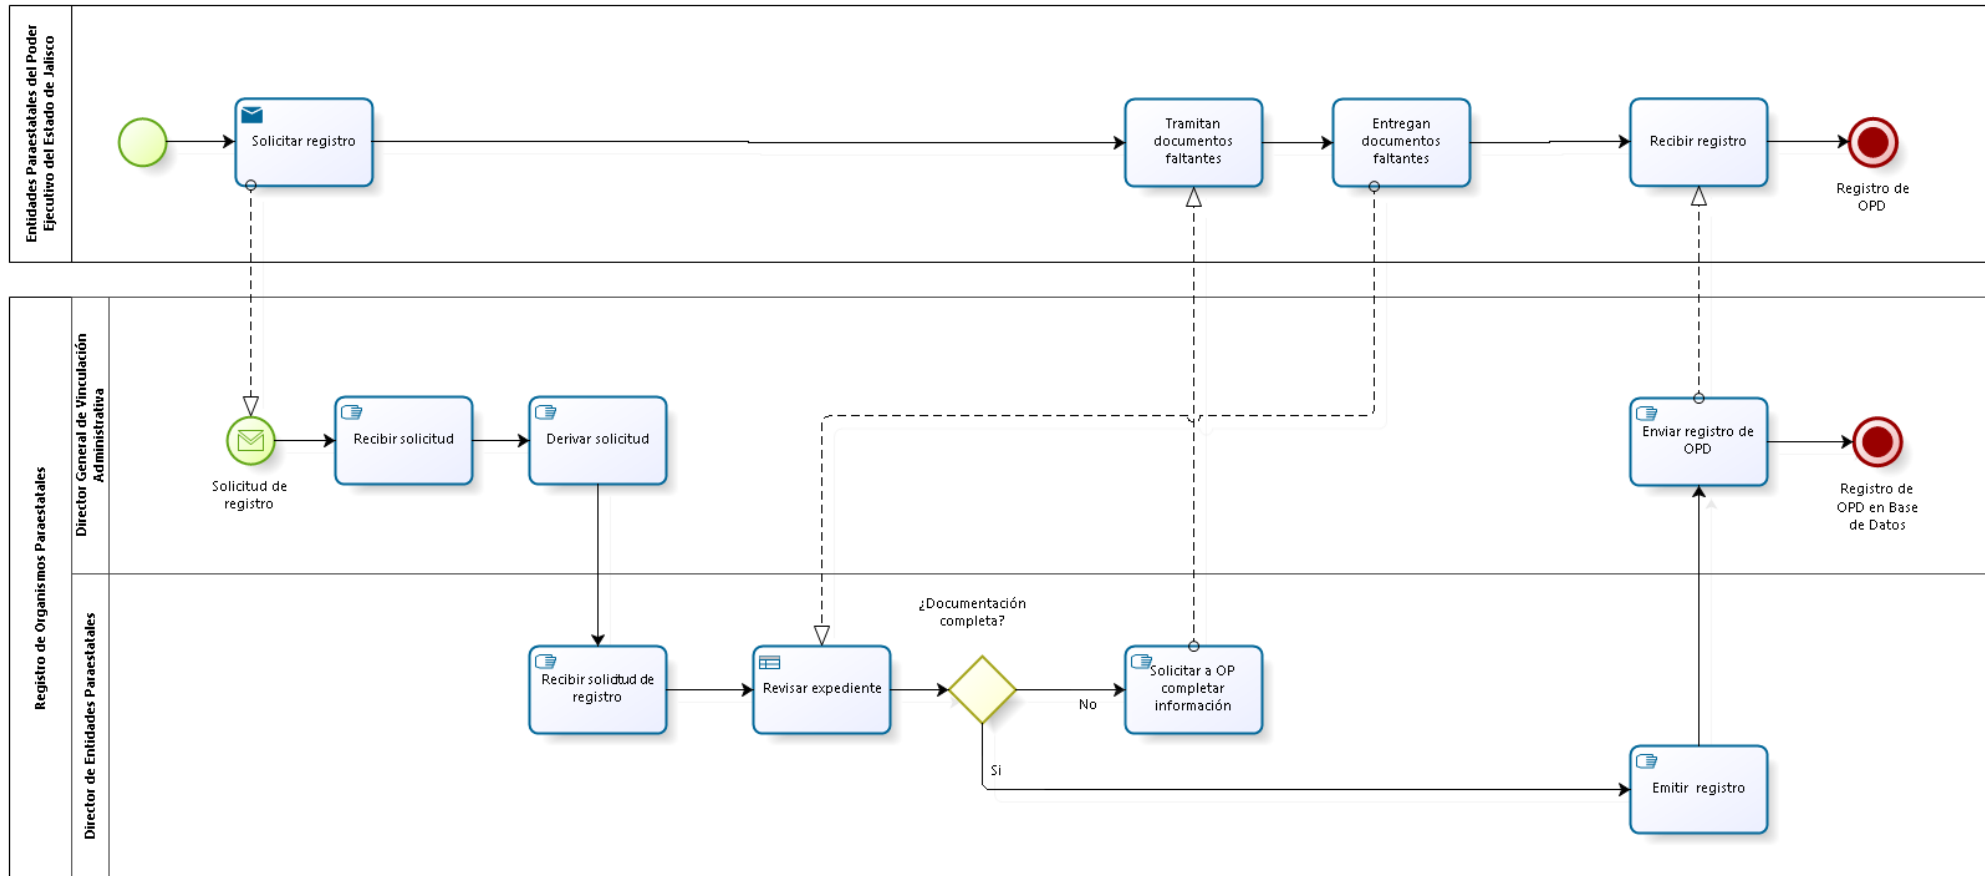 Entidades Paraestatales del Poder
Ejecutivo del Estado de Jalisco
Solicitar registro
Tramitan
documentos
faltantes
Entregan
documentos
faltantes
Recibir registro
Registro de
OPD
Registro de Organismos Paraestatales
Director General de Vinculación
Administrativa
Solicitud de
registro
Recibir solicitud
Derivar solicitud
Enviar registro de
OPD
Registro de
OPD en Base
de Datos
Director de Entidades Paraestatales
Recibir solicitud de
registro
Revisar expediente
¿Documentación
completa?
No
Si
Solicitar a OP
completar
información
Emitir registro